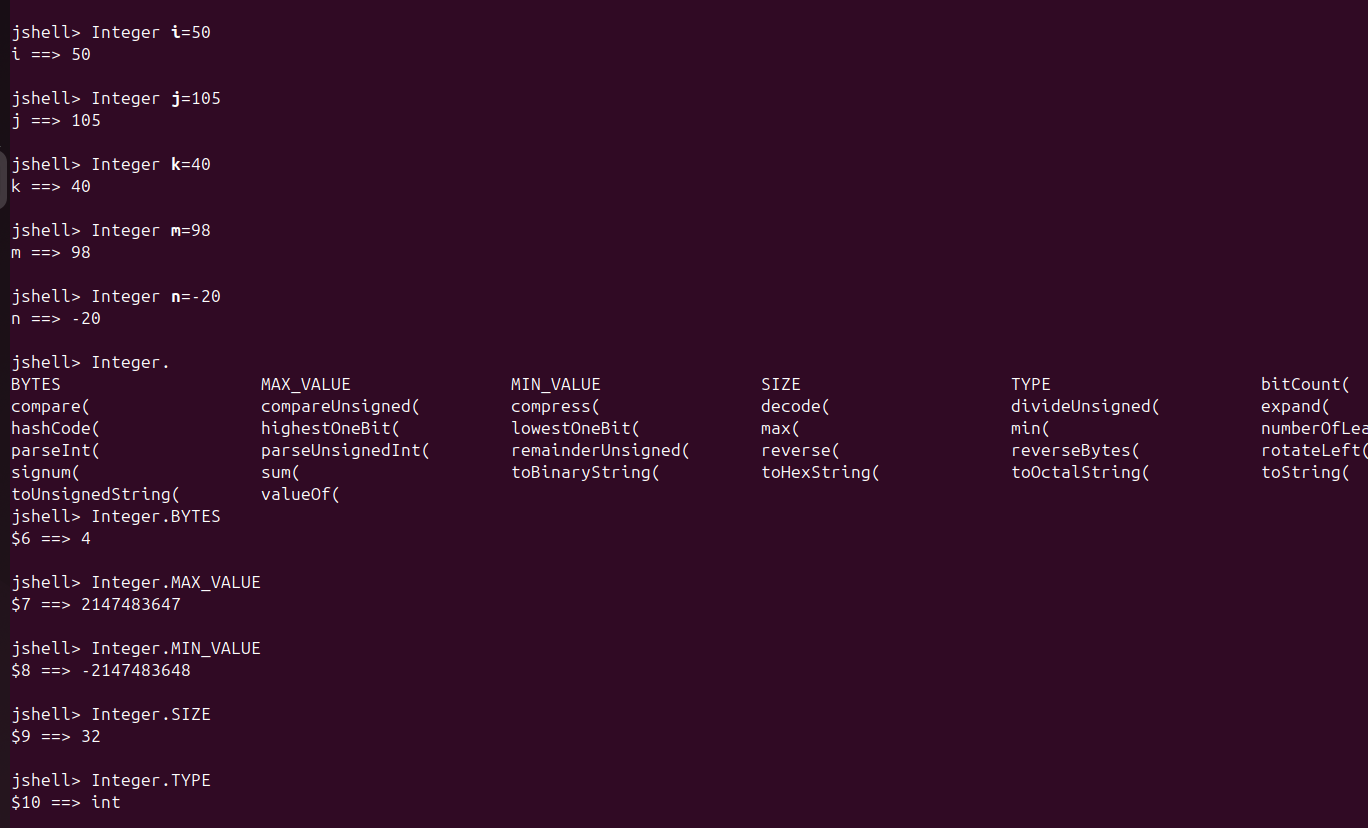 jshell> Integer i=50
i ==> 50
jshell> Integer j=105
j ==> 105
jshell> Integer k=40
k ==> 40
jshell> Integer m=98
m ==> 98
jshell> Integer n=-20
n ==> -20
jshell> Integer.
BYTES MAX_VALUE MIN_VALUE SIZE TYPE bitCount(
compare( compareUnsigned( compress( decode( divideUnsigned( expand(
hashCode( highestOneBit( lowestOneBit( max( min( numberOfLea
parseInt( parseUnsignedInt( remainderUnsigned( reverse( reverseBytes( rotateLeft(
signum( sum( toBinaryString( toHexString( toOctalString( toString(
toUnsignedString( valueOf(
jshell> Integer.BYTES
$6 ==> 4
jshell> Integer.MAX_VALUE
$7 ==> 2147483647
jshell> Integer.MIN_VALUE
$8 ==> -2147483648
jshell> Integer.SIZE
$9 ==> 32
jshell> Integer.TYPE
$10 ==> int